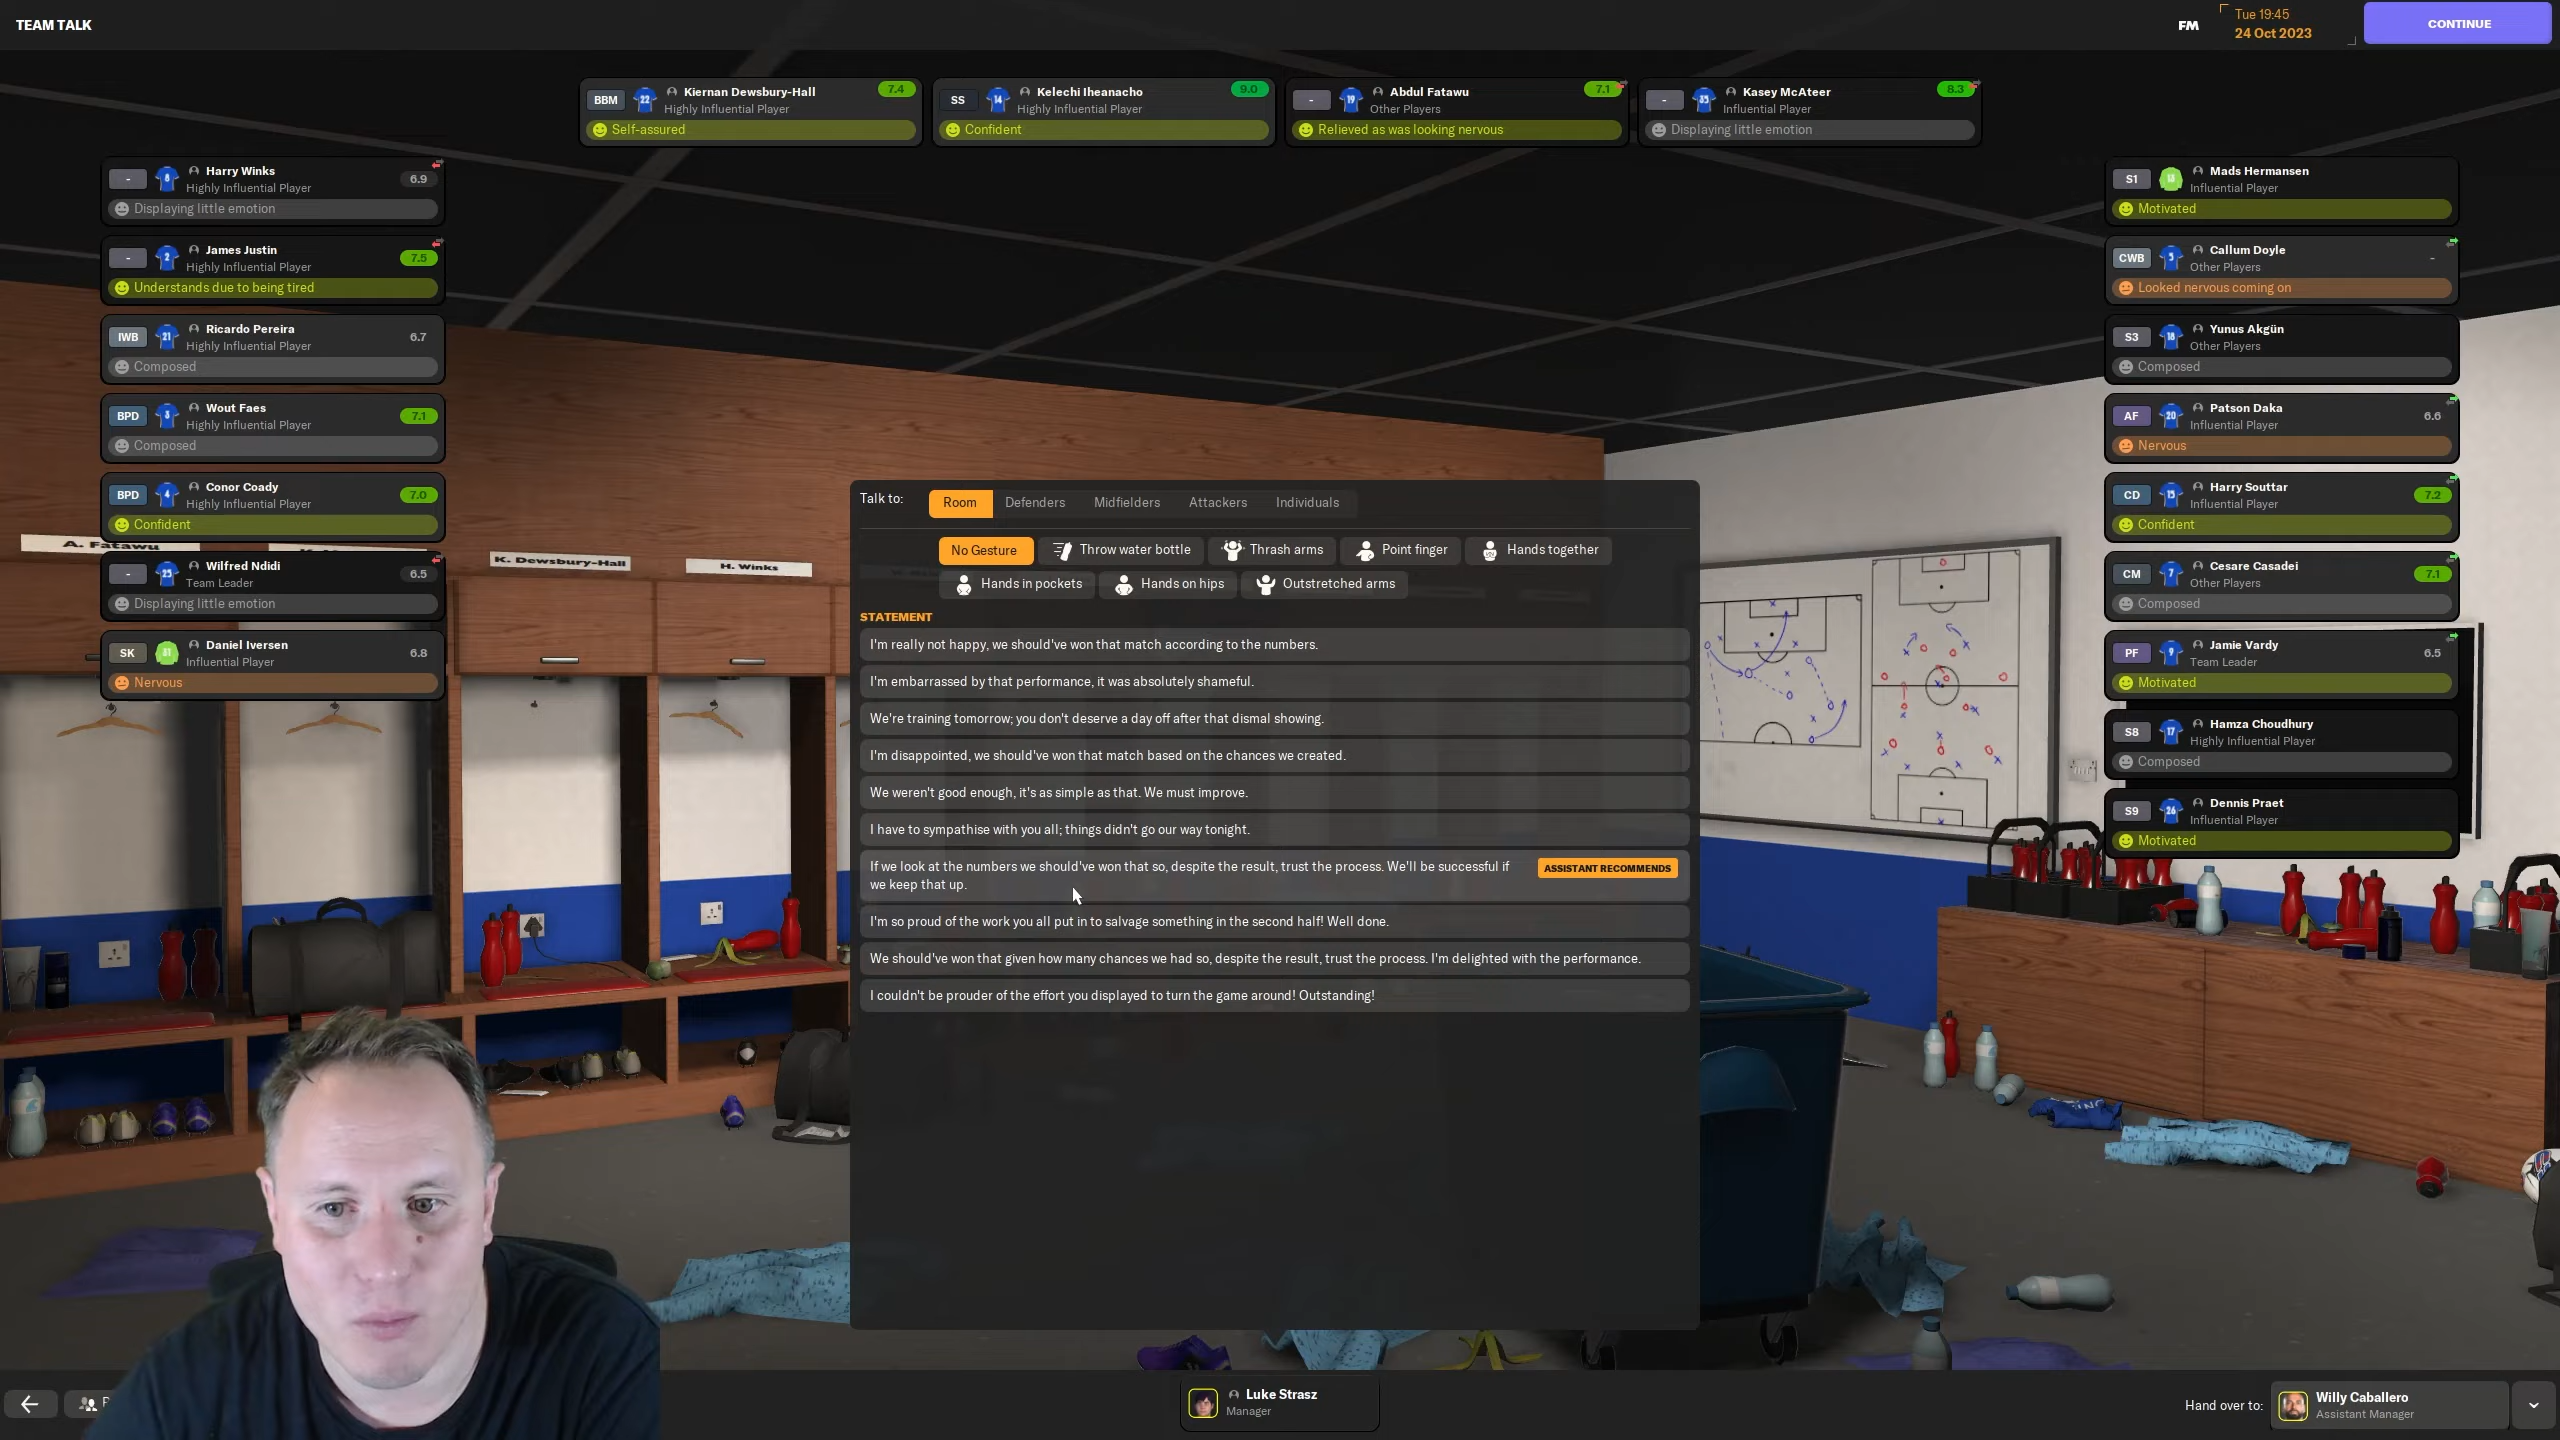 TEAM TALK
FM
Tue 19:45
24 Oct 2023
CONTINUE
BBM
22
Kiernan Dewsbury-Hall
Highly Influential Player
7.4
Self-assured
SS
14
Kelechi Iheanacho
Highly Influential Player
9.0
Confident
-
19
Abdul Fatawu
Other Players
7.1
Relieved as was looking nervous
-
35
Kasey McAteer
Influential Player
8.3
Displaying little emotion
-
8
Harry Winks
Highly Influential Player
6.9
Displaying little emotion
-
2
James Justin
Highly Influential Player
7.5
Understands due to being tired
IWB
21
Ricardo Pereira
Highly Influential Player
6.7
Composed
BPD
3
Wout Faes
Highly Influential Player
7.1
Composed
BPD
4
Conor Coady
Highly Influential Player
7.0
Confident
-
25
Wilfred Ndidi
Team Leader
6.5
Displaying little emotion
SK
31
Daniel Iversen
Influential Player
6.8
Nervous
A. Fatawu
K. Dewsbury-Hall
H. Winks
Talk to:
Room
Defenders
Midfielders
Attackers
Individuals
No Gesture
Throw water bottle
Thrash arms
Point finger
Hands together
Hands in pockets
Hands on hips
Outstretched arms
STATEMENT
I'm really not happy, we should've won that match according to the numbers.
I'm embarrassed by that performance, it was absolutely shameful.
We're training tomorrow; you don't deserve a day off after that dismal showing.
I'm disappointed, we should've won that match based on the chances we created.
We weren't good enough, it's as simple as that. We must improve.
I have to sympathise with you all; things didn't go our way tonight.
If we look at the numbers we should've won that so, despite the result, trust the process. We'll be successful if
we keep that up.
ASSISTANT RECOMMENDS
I'm so proud of the work you all put in to salvage something in the second half! Well done.
We should've won that given how many chances we had so, despite the result, trust the process. I'm delighted with the performance.
I couldn't be prouder of the effort you displayed to turn the game around! Outstanding!
S1
Mads Hermansen
Influential Player
Motivated
CWB
5
Callum Doyle
Other Players
-
Looked nervous coming on
S3
18
Yunus Akgün
Other Players
Composed
AF
20
Patson Daka
Influential Player
6.6
Nervous
CD
15
Harry Souttar
Influential Player
7.2
Confident
CM
7
Cesare Casadei
Other Players
7.1
Composed
PF
9
Jamie Vardy
Team Leader
6.5
Motivated
S8
17
Hamza Choudhury
Highly Influential Player
Composed
S9
26
Dennis Praet
Influential Player
Motivated
Luke Strasz
Manager
Hand over to:
Willy Caballero
Assistant Manager